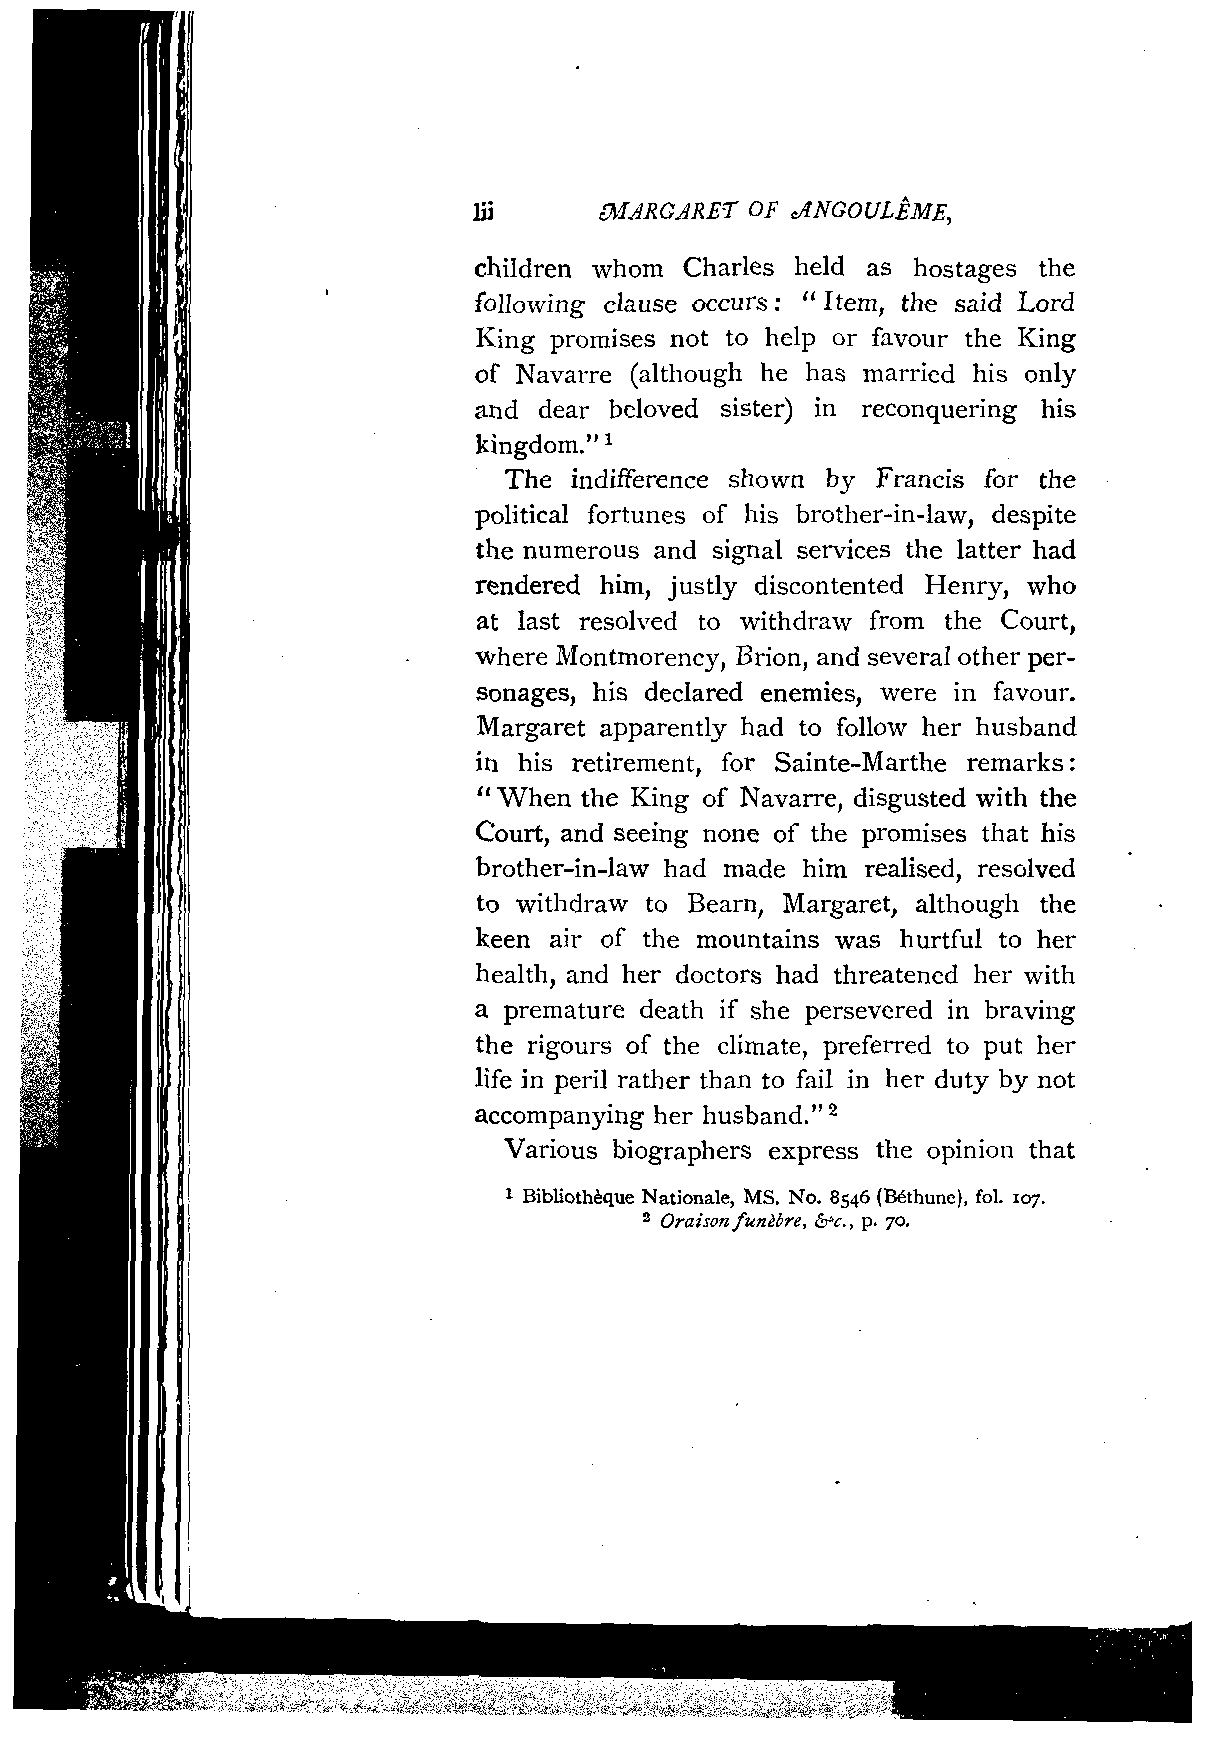 lii MARGARET OF ANGOULÊME,
children whom Charles held as hostages the
following clause occurs: “Item, the said Lord
King promises not to help or favour the King
of Navarre (although he has married his only
and dear beloved sister) in reconquering his
kingdom.” 1
The indifference shown by Francis for the
political fortunes of his brother-in-law, despite
the numerous and signal services the latter had
rendered him, justly discontented Henry, who
at last resolved to withdraw from the Court,
where Montmorency, Brion, and several other per-
sonages, his declared enemies, were in favour.
Margaret apparently had to follow her husband
in his retirement, for Sainte-Marthe remarks:
“When the King of Navarre, disgusted with the
Court, and seeing none of the promises that his
brother-in-law had made him realised, resolved
to withdraw to Bearn, Margaret, although the
keen air of the mountains was hurtful to her
health, and her doctors had threatened her with
a premature death if she persevered in braving
the rigours of the climate, preferred to put her
life in peril rather than to fail in her duty by not
accompanying her husband.” 2
Various biographers express the opinion that
1 Bibliothèque Nationale, MS. No. 8546 (Béthune), fol. 107.
2 Oraison funèbre, &c., p. 70.